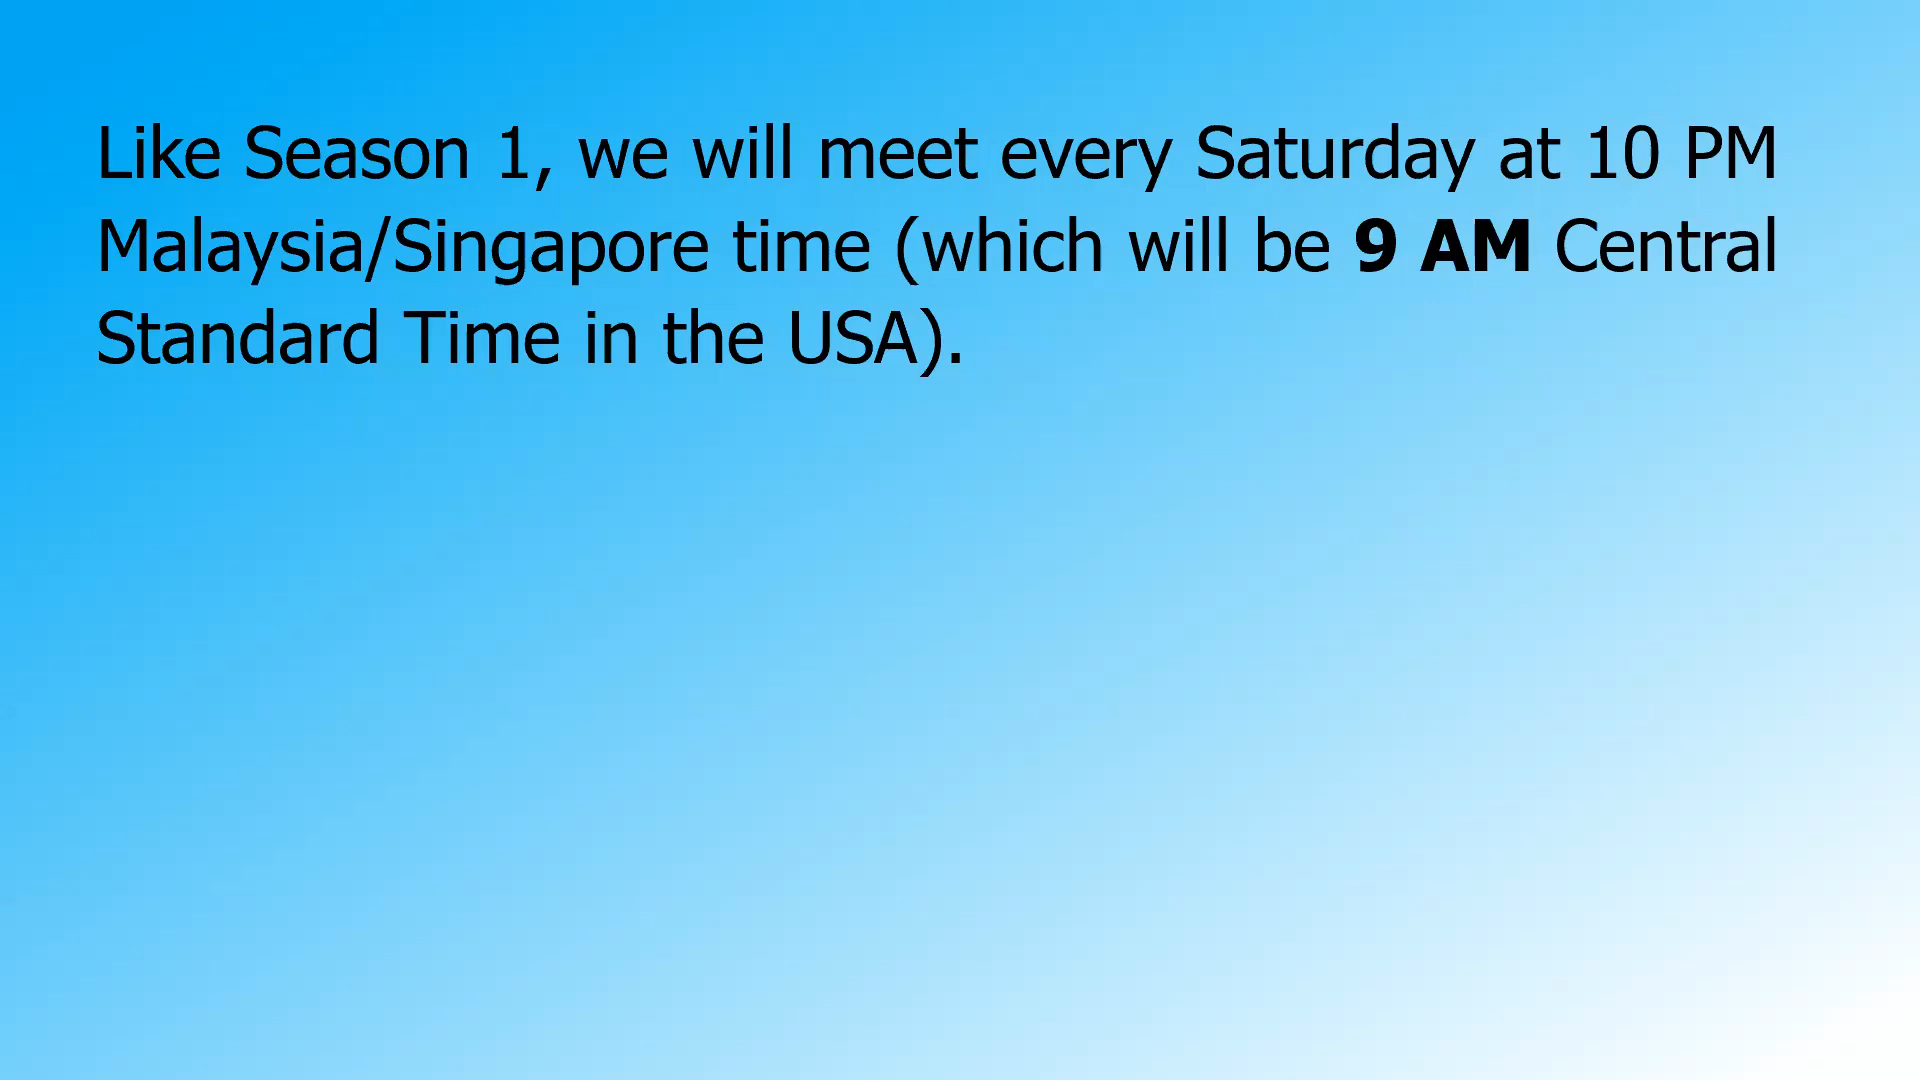 Like Season 1, we will meet every Saturday at 10 PM
Malaysia/Singapore time (which will be 9 AM Central
Standard Time in the USA).